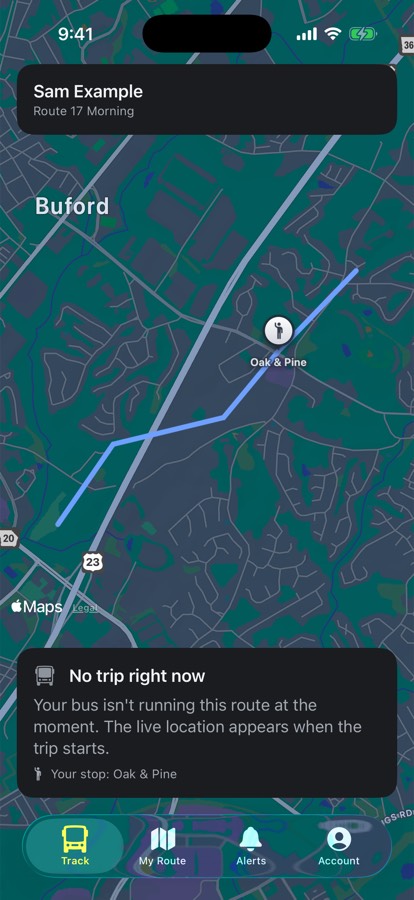 9:41
36
Sam Example
Route 17 Morning
Buford
Oak & Pine
20
23
Maps Legal
No trip right now
Your bus isn't running this route at the
moment. The live location appears when the
trip starts.
Your stop: Oak & Pine
Track
My Route
Alerts
Account